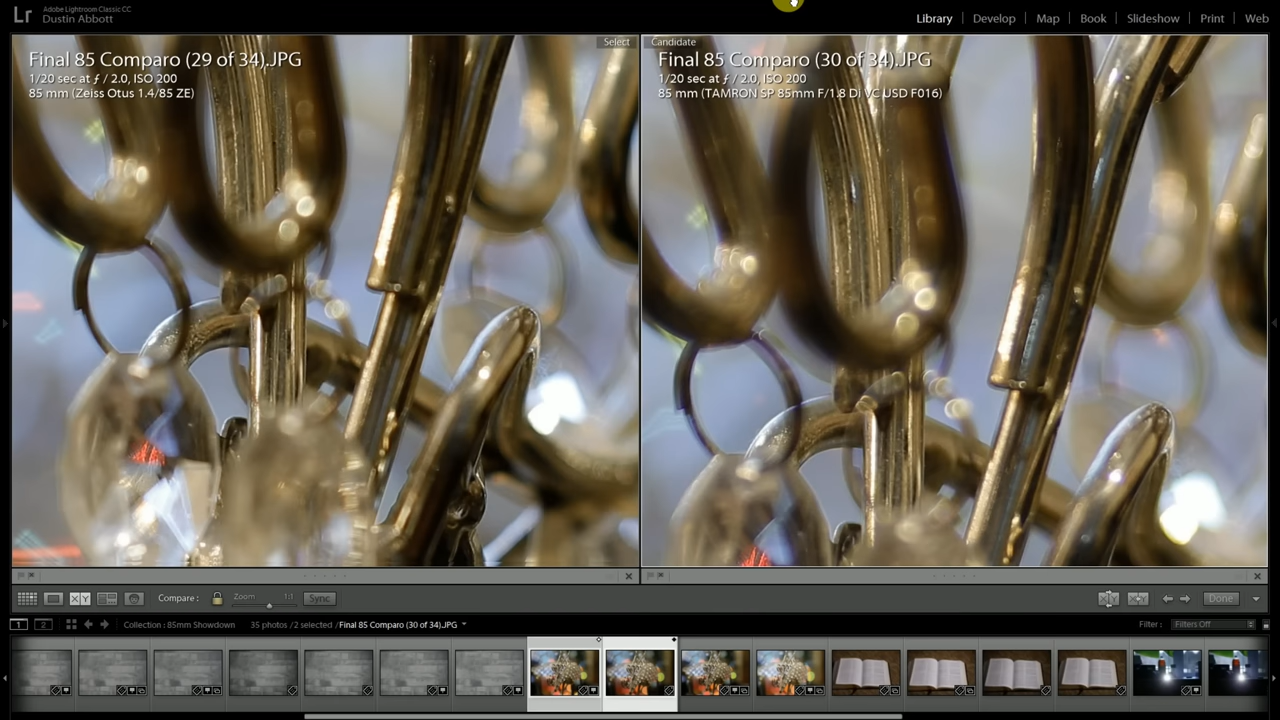 Lr
Adobe Lightroom Classic CC
Dustin Abbott
Library | Develop | Map | Book | Slideshow | Print | Web
Select
Final 85 Comparo (29 of 34).JPG
1/20 sec at ƒ / 2.0, ISO 200
85 mm (Zeiss Otus 1.4/85 ZE)
Candidate
Final 85 Comparo (30 of 34).JPG
1/20 sec at ƒ / 2.0, ISO 200
85 mm (TAMRON SP 85mm F/1.8 Di VC USD F016)
X Y
Compare :
Zoom
1:1
Sync
Done
1 2
Collection : 85mm Showdown
35 photos / 2 selected / Final 85 Comparo (30 of 34).JPG
Filter :
Filters Off